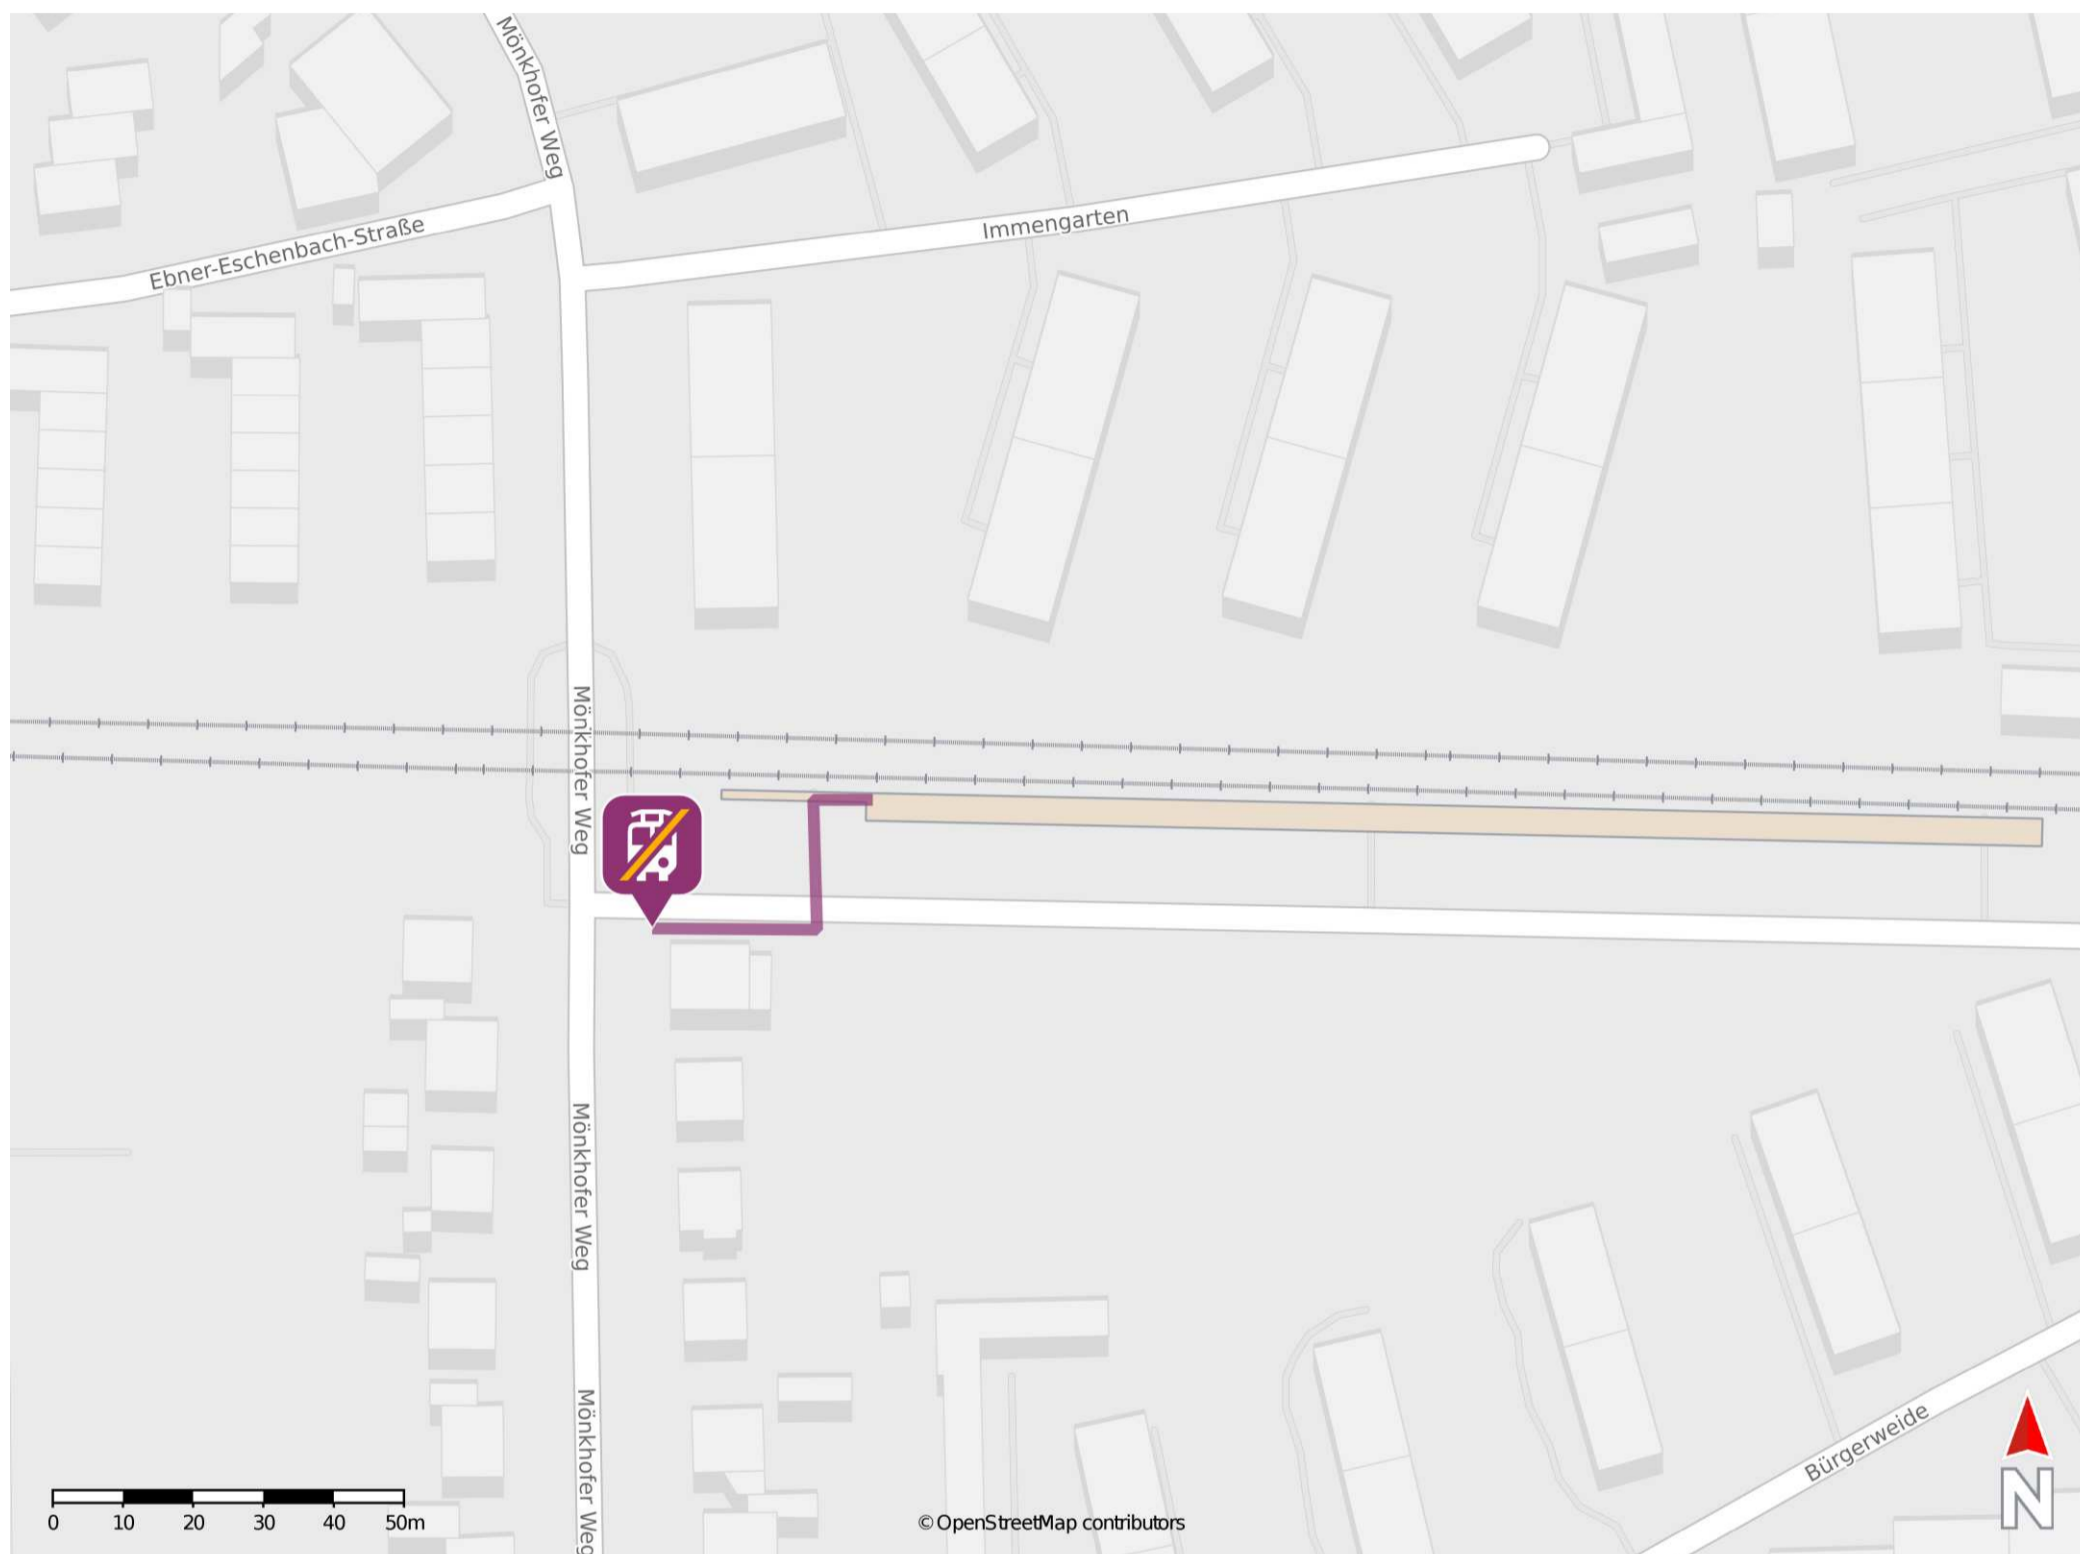 Mönkhofer Weg
Immengarten
Ebner-Eschenbach-Straße
Mönkhofer Weg
Mönkhofer Weg
Mönkhofer Weg
Bürgerweide
N
0 10 20 30 40 50m
© OpenStreetMap contributors